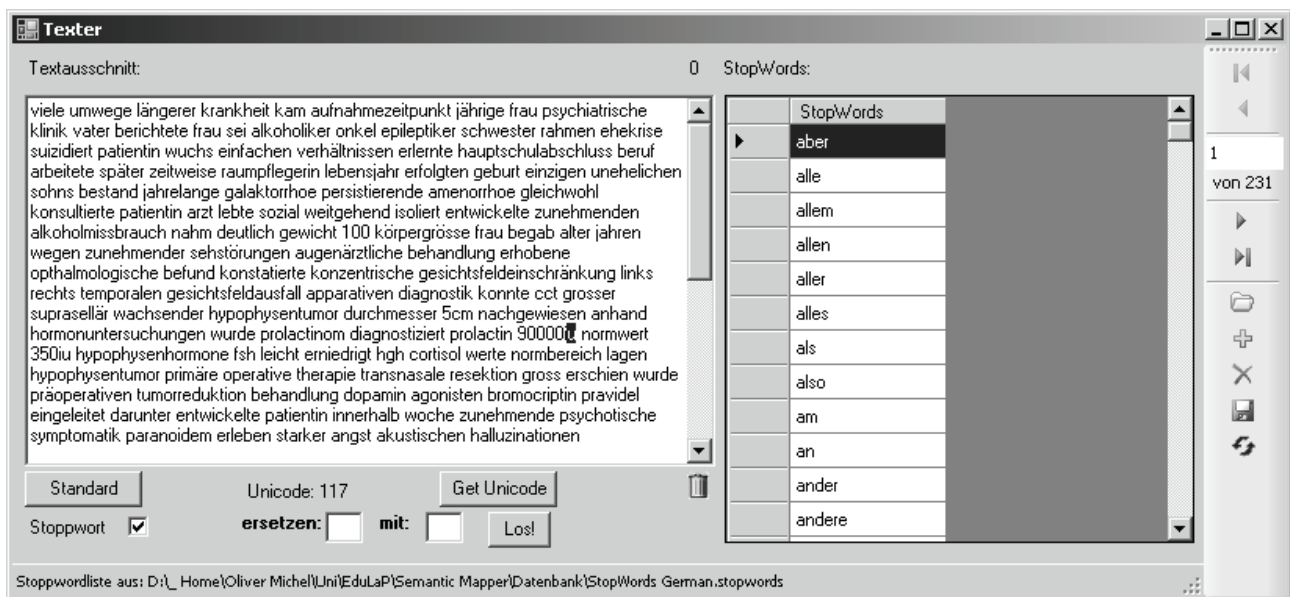 Texter
Textausschnitt:
0
StopWords:
viele umwege längerer krankheit kam aufnahmezeitpunkt jährige frau psychiatrische
klinik vater berichtete frau sei alkoholiker onkel epileptiker schwester rahmen ehekrise
suizidiert patientin wuchs einfachen verhältnissen erlernte hauptschulabschluss beruf
arbeitete später zeitweise raumpflegerin lebensjahr erfolgten geburt einzigen unehelichen
sohns bestand jahrelange galaktorrhoe persistierende amenorrhoe gleichwohl
konsultierte patientin arzt lebte sozial weitgehend isoliert entwickelte zunehmenden
alkoholmissbrauch nahm deutlich gewicht 100 körpergrösse frau begab alter jahren
wegen zunehmender sehstörungen augenärztliche behandlung erhobene
opthalmologische befund konstatierte konzentrische gesichtsfeldeinschränkung links
rechts temporalen gesichtsfeldausfall apparativen diagnostik konnte cct grosser
suprasellär wachsender hypophysentumor durchmesser 5cm nachgewiesen anhand
hormonuntersuchungen wurde prolactinom diagnostiziert prolactin 90000u normwert
350iu hypophysenhormone fsh leicht erniedrigt hgh cortisol werte normbereich lagen
hypophysentumor primäre operative therapie transnasale resektion gross erschien wurde
präoperativen tumorreduktion behandlung dopamin agonisten bromocriptin pravidel
eingeleitet darunter entwickelte patientin innerhalb woche zunehmende psychotische
symptomatik paranoidem erleben starker angst akustischen halluzinationen
StopWords
aber
alle
allem
allen
aller
alles
als
also
am
an
ander
andere
1
von 231
Standard
Unicode: 117
Get Unicode
Stoppwort
ersetzen:
mit:
Los!
Stoppwordliste aus: D:\_ Home\Oliver Michel\Uni\EduLaP\Semantic Mapper\Datenbank\StopWords German.stopwords